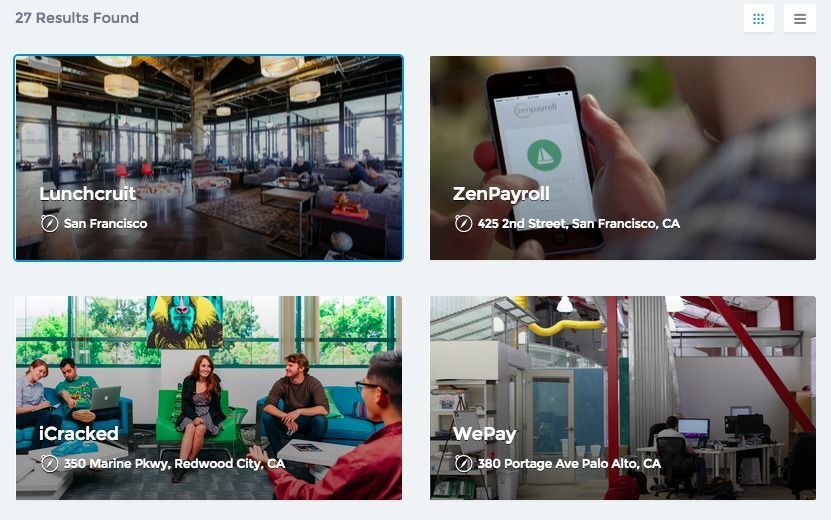 27 Results Found
Lunchcruit
San Francisco
zenpayroll
ZenPayroll
425 2nd Street, San Francisco, CA
iCracked
350 Marine Pkwy, Redwood City, CA
WePay
380 Portage Ave Palo Alto, CA